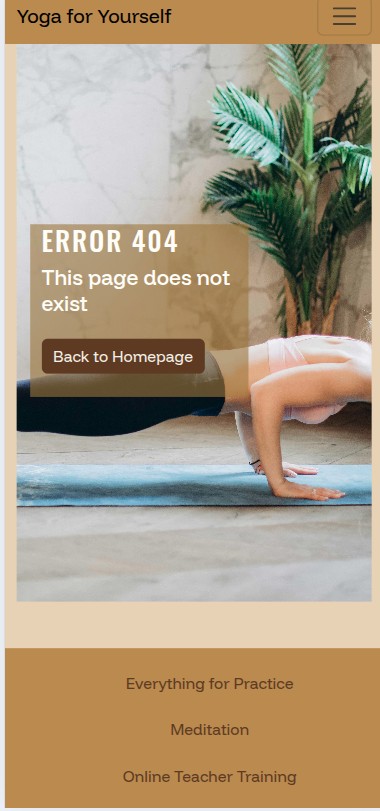 Yoga for Yourself
ERROR 404
This page does not
exist
Back to Homepage
Everything for Practice
Meditation
Online Teacher Training